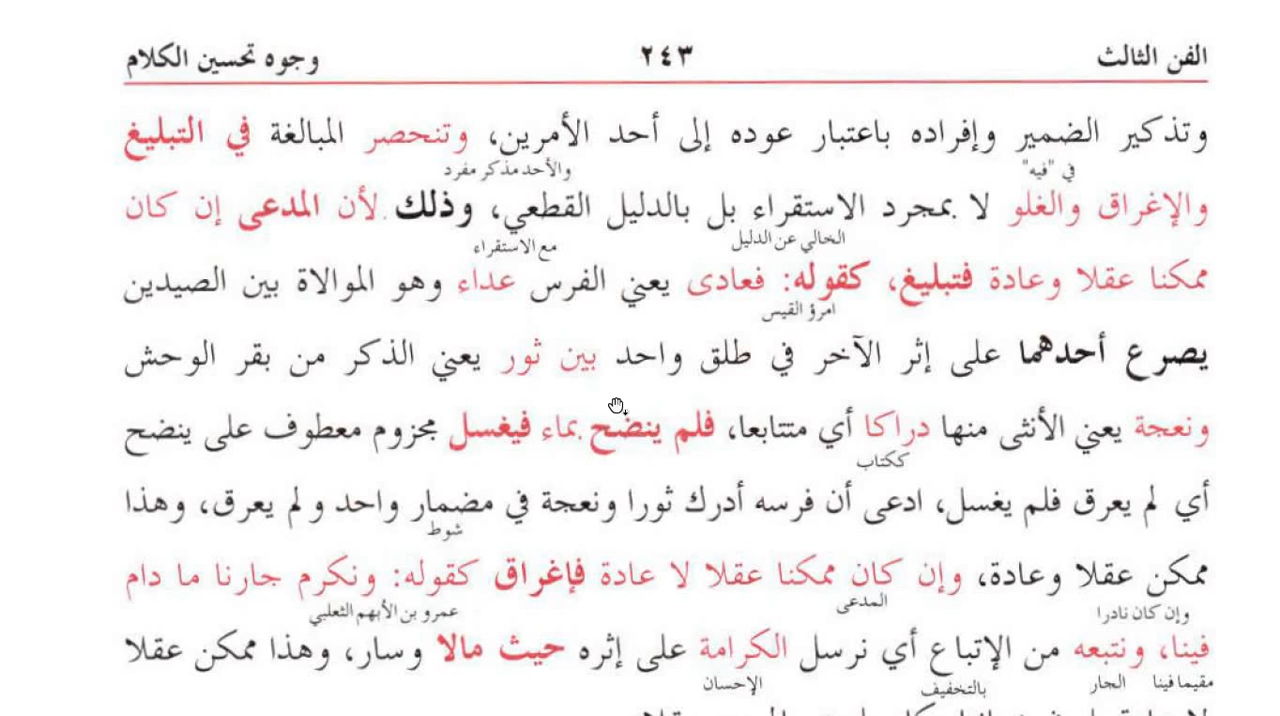 الفن الثالث ٢٤٣ وجوه تحسين الكلام
وتذكير الضمير وإفراده باعتبار عوده إلى أحد الأمرين، وتنحصر المبالغة في التبليغ
في "فيه" والأحد مذكر مفرد
والإغراق والغلو لا بمجرد الاستقراء بل بالدليل القطعي، وذلك لأن المدعى إن كان
الخالي عن الدليل مع الاستقراء
ممكنا عقلا وعادة فتبليغ، كقوله: فعادى يعني الفرس عداء وهو الموالاة بين الصيدين
امرؤ القيس
يصرع أحدهما على إثر الآخر في طلق واحد بين ثور يعني الذكر من بقر الوحش
ونعجة يعني الأنثى منها دراكا أي متتابعا، فلم ينضح بماء فيغسل مجزوم معطوف على ينضح
ككتاب
أي لم يعرق فلم يغسل، ادعى أن فرسه أدرك ثورا ونعجة في مضمار واحد ولم يعرق، وهذا
شوط
ممكن عقلا وعادة، وإن كان ممكنا عقلا لا عادة فإغراق كقوله: ونكرم جارنا ما دام
وإن كان نادرا المدعى عمرو بن الأبهم الثعلبي
فينا، ونتبعه من الإتباع أي نرسل الكرامة على إثره حيث مالا وسار، وهذا ممكن عقلا
مقيما فينا الجار بالتخفيف الإحسان